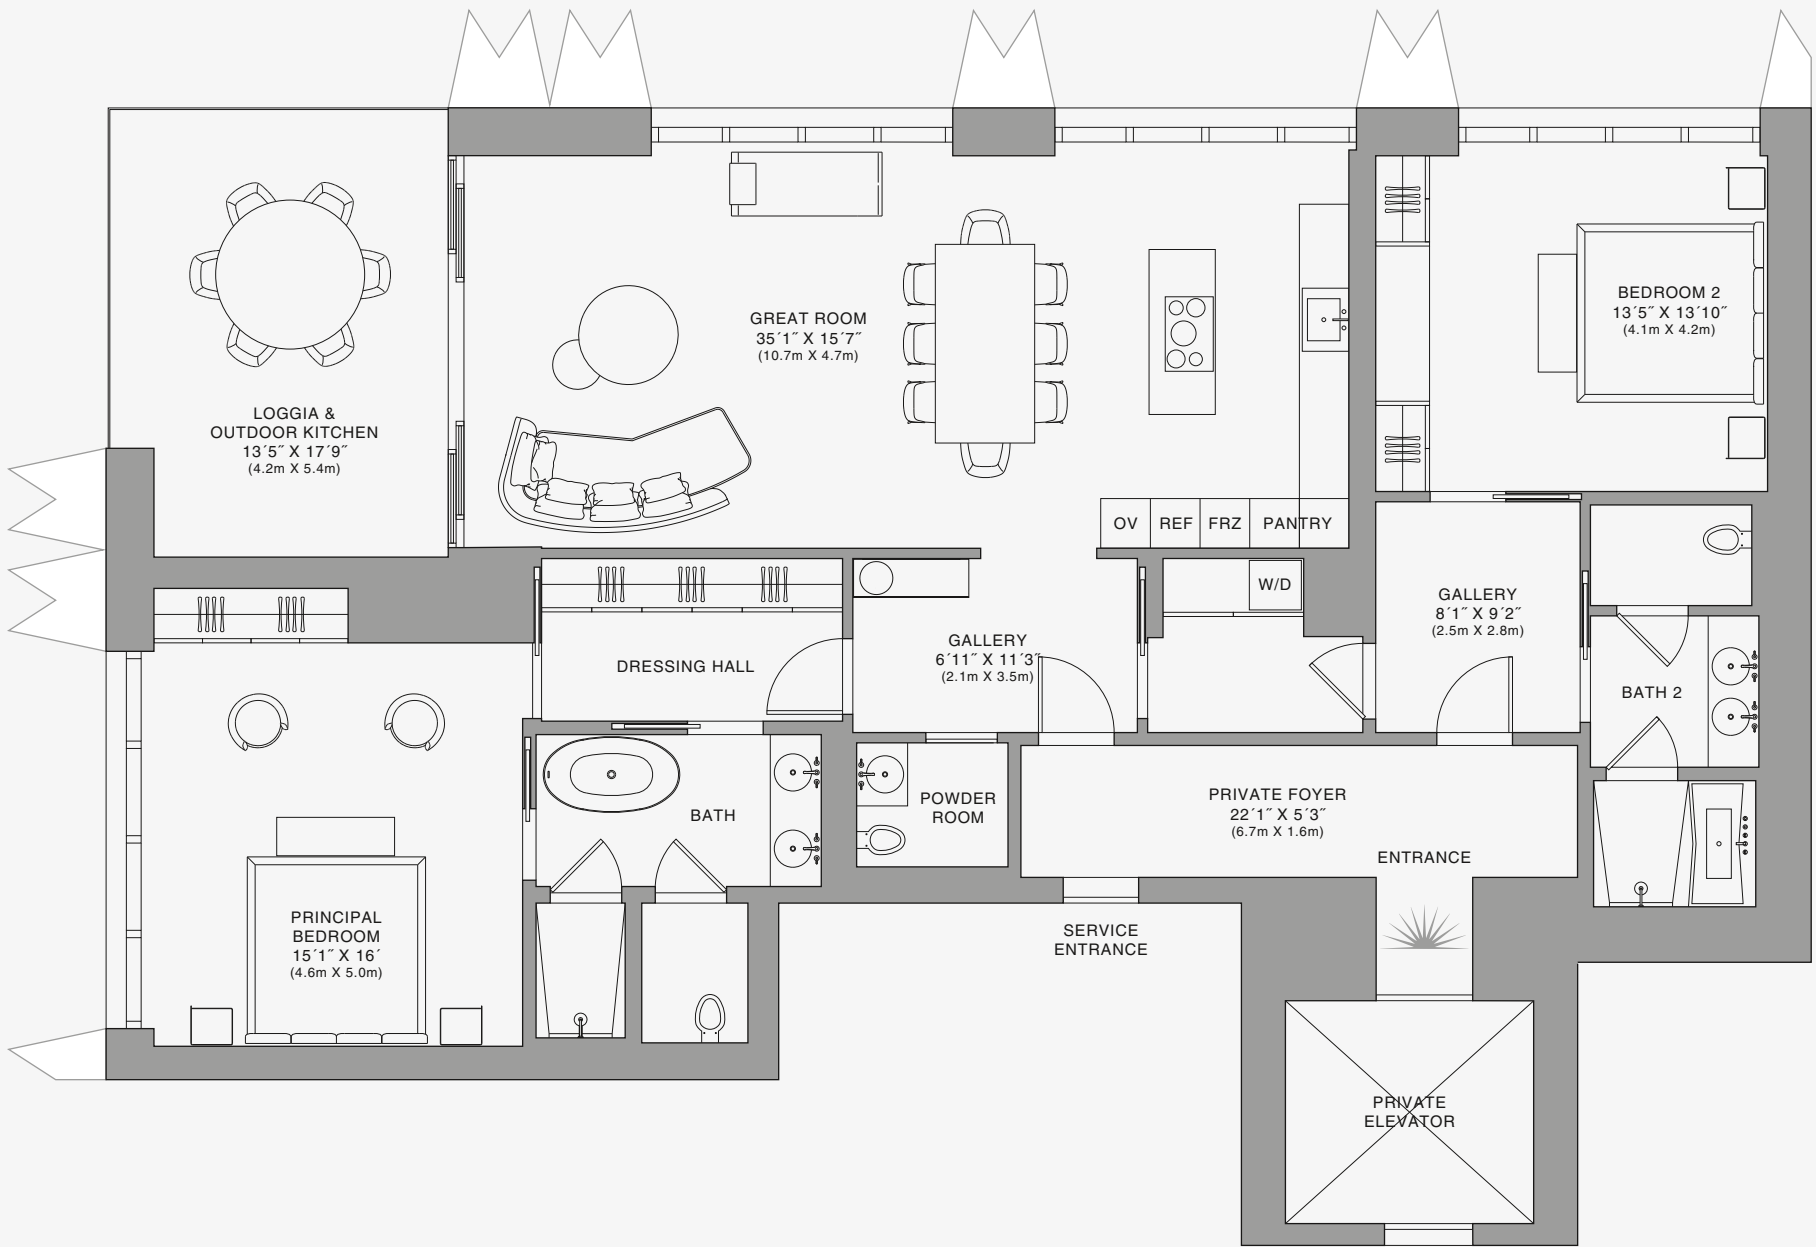 LOGGIA &
OUTDOOR KITCHEN
13´5˝ X 17´9˝
(4.2m X 5.4m)
GREAT ROOM
35´1˝ X 15´7˝
(10.7m X 4.7m)
BEDROOM 2
13´5˝ X 13´10˝
(4.1m X 4.2m)
OV
REF
FRZ
PANTRY
W/D
GALLERY
8´1˝ X 9´2˝
(2.5m X 2.8m)
GALLERY
6´11˝ X 11´3˝
(2.1m X 3.5m)
DRESSING HALL
BATH 2
BATH
POWDER
ROOM
PRIVATE FOYER
22´1˝ X 5´3˝
(6.7m X 1.6m)
ENTRANCE
PRINCIPAL
BEDROOM
15´1˝ X 16´
(4.6m X 5.0m)
SERVICE
ENTRANCE
PRIVATE
ELEVATOR